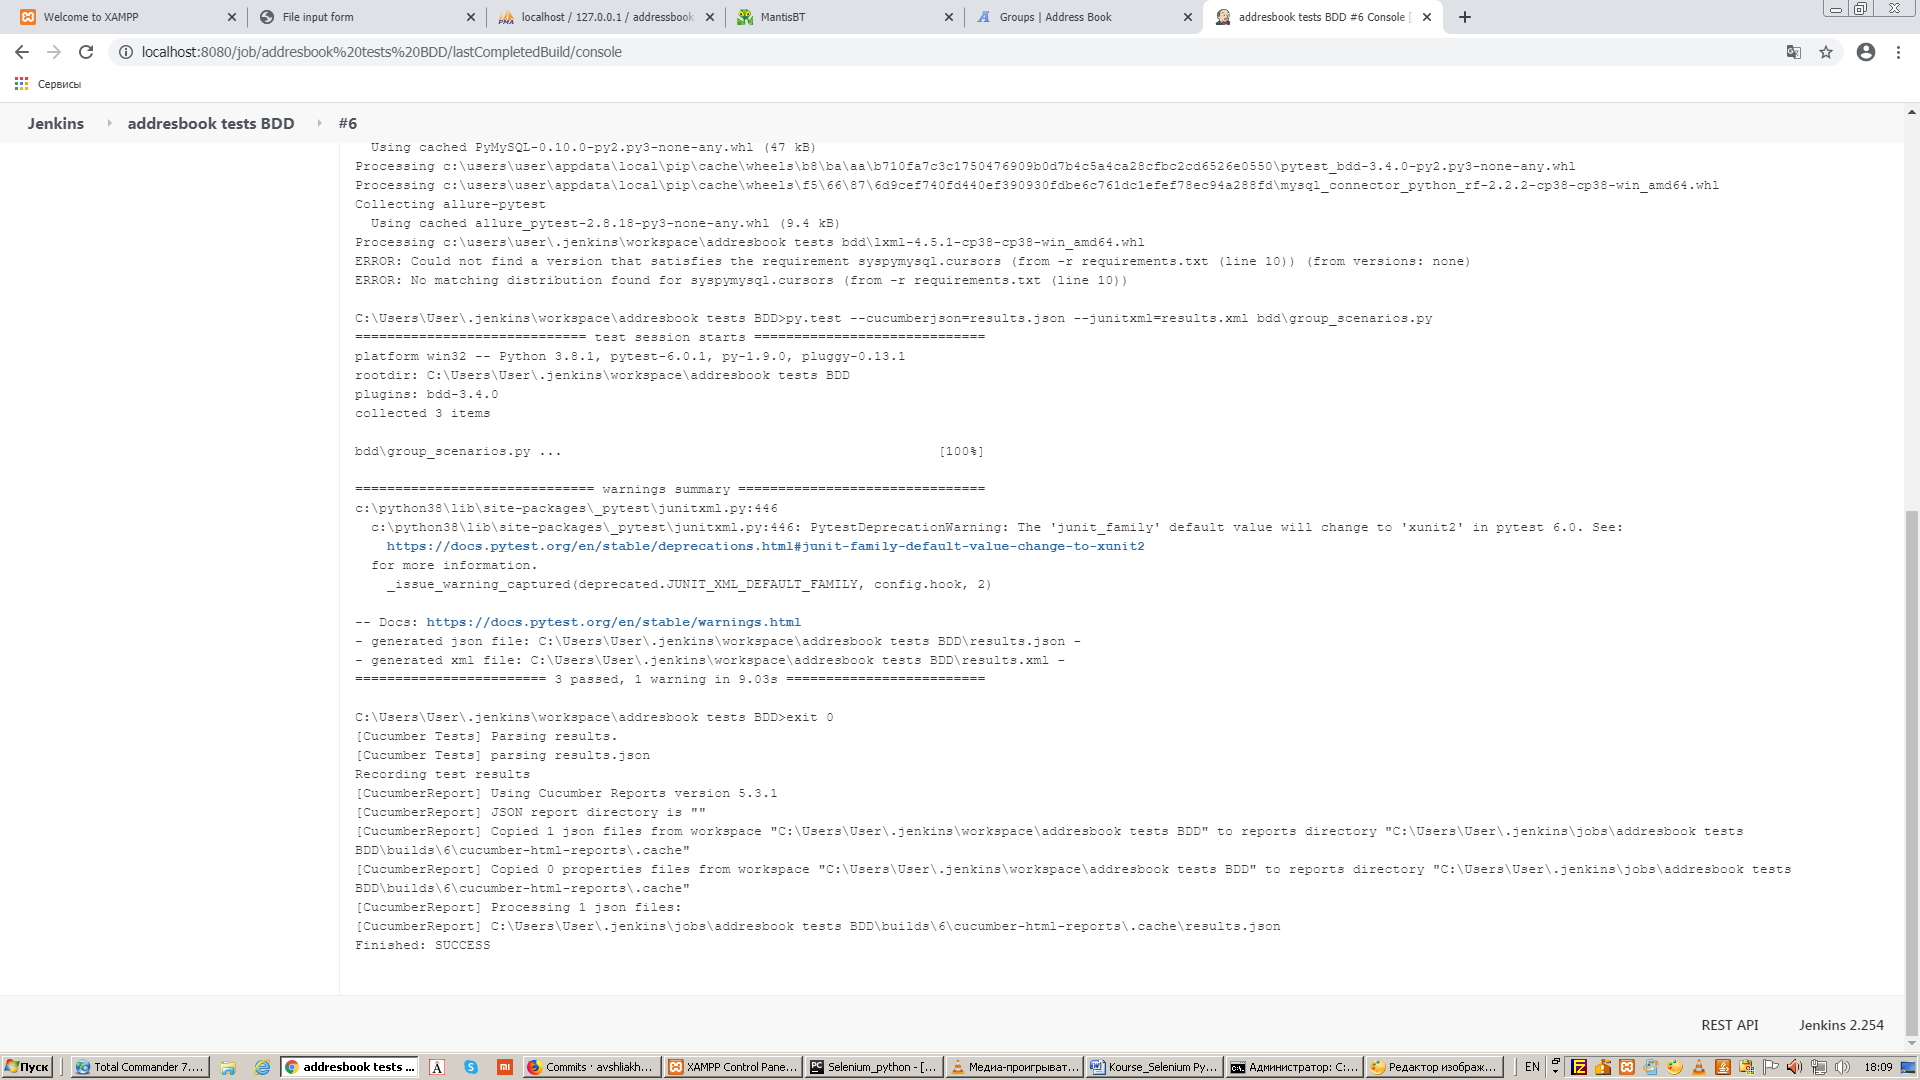 Welcome to XAMPP
File input form
localhost / 127.0.0.1 / addressbook
MantisBT
Groups | Address Book
addresbook tests BDD #6 Console [
localhost:8080/job/addresbook%20tests%20BDD/lastCompletedBuild/console
Сервисы
Jenkins
addresbook tests BDD
#6
Using cached PyMySQL-0.10.0-py2.py3-none-any.whl (47 kB)
Processing c:\users\user\appdata\local\pip\cache\wheels\b8\ba\aa\b710fa7c3c1750476909b0d7b4c5a4ca28cfbc2cd6526e0550\pytest_bdd-3.4.0-py2.py3-none-any.whl
Processing c:\users\user\appdata\local\pip\cache\wheels\f5\66\87\6d9cef740fd440ef390930fdbe6c761dc1efef78ec94a288fd\mysql_connector_python_rf-2.2.2-cp38-cp38-win_amd64.whl
Collecting allure-pytest
Using cached allure_pytest-2.8.18-py3-none-any.whl (9.4 kB)
Processing c:\users\user\.jenkins\workspace\addresbook tests bdd\lxml-4.5.1-cp38-cp38-win_amd64.whl
ERROR: Could not find a version that satisfies the requirement syspymysql.cursors (from -r requirements.txt (line 10)) (from versions: none)
ERROR: No matching distribution found for syspymysql.cursors (from -r requirements.txt (line 10))
C:\Users\User\.jenkins\workspace\addresbook tests BDD>py.test --cucumberjson=results.json --junitxml=results.xml bdd\group_scenarios.py
============================= test session starts =============================
platform win32 -- Python 3.8.1, pytest-6.0.1, py-1.9.0, pluggy-0.13.1
rootdir: C:\Users\User\.jenkins\workspace\addresbook tests BDD
plugins: bdd-3.4.0
collected 3 items
bdd\group_scenarios.py ... [100%]
============================== warnings summary ===============================
c:\python38\lib\site-packages\_pytest\junitxml.py:446
c:\python38\lib\site-packages\_pytest\junitxml.py:446: PytestDeprecationWarning: The 'junit_family' default value will change to 'xunit2' in pytest 6.0. See:
https://docs.pytest.org/en/stable/deprecations.html#junit-family-default-value-change-to-xunit2
for more information.
_issue_warning_captured(deprecated.JUNIT_XML_DEFAULT_FAMILY, config.hook, 2)
-- Docs: https://docs.pytest.org/en/stable/warnings.html
- generated json file: C:\Users\User\.jenkins\workspace\addresbook tests BDD\results.json -
- generated xml file: C:\Users\User\.jenkins\workspace\addresbook tests BDD\results.xml -
======================== 3 passed, 1 warning in 9.03s =========================
C:\Users\User\.jenkins\workspace\addresbook tests BDD>exit 0
[Cucumber Tests] Parsing results.
[Cucumber Tests] parsing results.json
Recording test results
[CucumberReport] Using Cucumber Reports version 5.3.1
[CucumberReport] JSON report directory is ""
[CucumberReport] Copied 1 json files from workspace "C:\Users\User\.jenkins\workspace\addresbook tests BDD" to reports directory "C:\Users\User\.jenkins\jobs\addresbook tests
BDD\builds\6\cucumber-html-reports\.cache"
[CucumberReport] Copied 0 properties files from workspace "C:\Users\User\.jenkins\workspace\addresbook tests BDD" to reports directory "C:\Users\User\.jenkins\jobs\addresbook tests
BDD\builds\6\cucumber-html-reports\.cache"
[CucumberReport] Processing 1 json files:
[CucumberReport] C:\Users\User\.jenkins\jobs\addresbook tests BDD\builds\6\cucumber-html-reports\.cache\results.json
Finished: SUCCESS
REST API
Jenkins 2.254
Пуск
Total Commander 7....
addresbook tests ...
Commits · avshliakh...
XAMPP Control Pane...
Selenium_python - [...
Медиа-проигрыват...
Kourse_Selenium Py...
Администратор: C:...
Редактор изображ...
EN
18:09